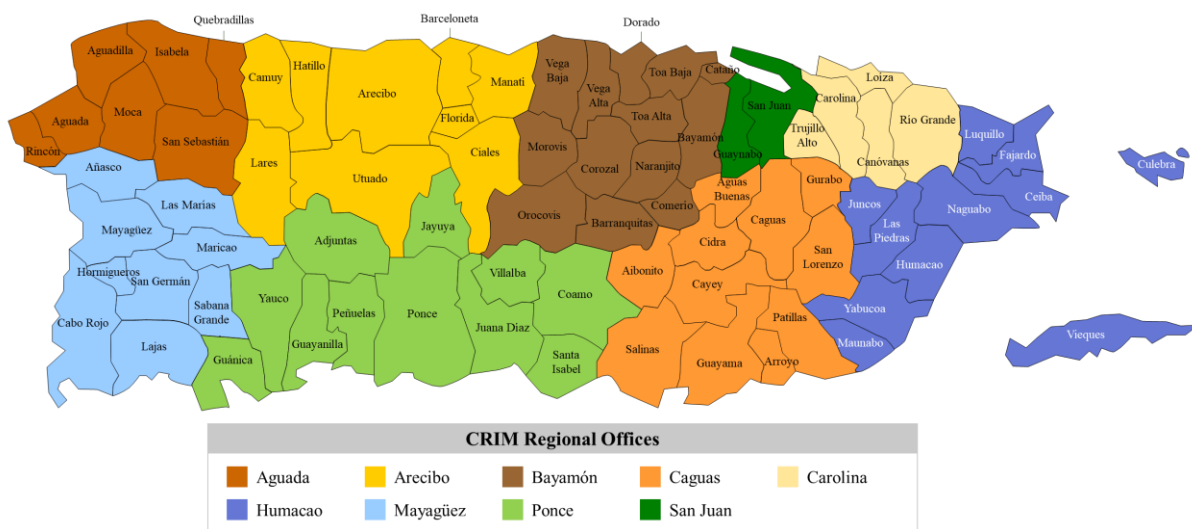 Quebradillas
Barceloneta
Dorado
Aguadilla
Isabela
Camuy
Hatillo
Arecibo
Manatí
Vega
Baja
Vega
Alta
Toa Baja
Cataño
Toa Alta
San Juan
Loiza
Carolina
Río Grande
Moca
Aguada
Rincón
San Sebastián
Florida
Ciales
Morovis
Corozal
Naranjito
Bayamón
Guaynabo
Trujillo
Alto
Canóvanas
Luquillo
Fajardo
Culebra
Ceiba
Añasco
Lares
Utuado
Las Marias
Mayagüez
Maricao
Adjuntas
Jayuya
Orocovis
Barranquitas
Comerio
Aguas
Buenas
Gurabo
Caguas
Juncos
Las
Piedras
Naguabo
Humacao
Hormigueros
San Germán
Sabana
Grande
Cabo Rojo
Lajas
Yauco
Guánica
Guayanilla
Peñuelas
Ponce
Villalba
Juana Diaz
Coamo
Santa
Isabel
Aibonito
Cidra
Cayey
San
Lorenzo
Salinas
Guayama
Patillas
Arroyo
Yabucoa
Maunabo
Vieques
CRIM Regional Offices
Aguada
Arecibo
Bayamón
Caguas
Carolina
Humacao
Mayagüez
Ponce
San Juan